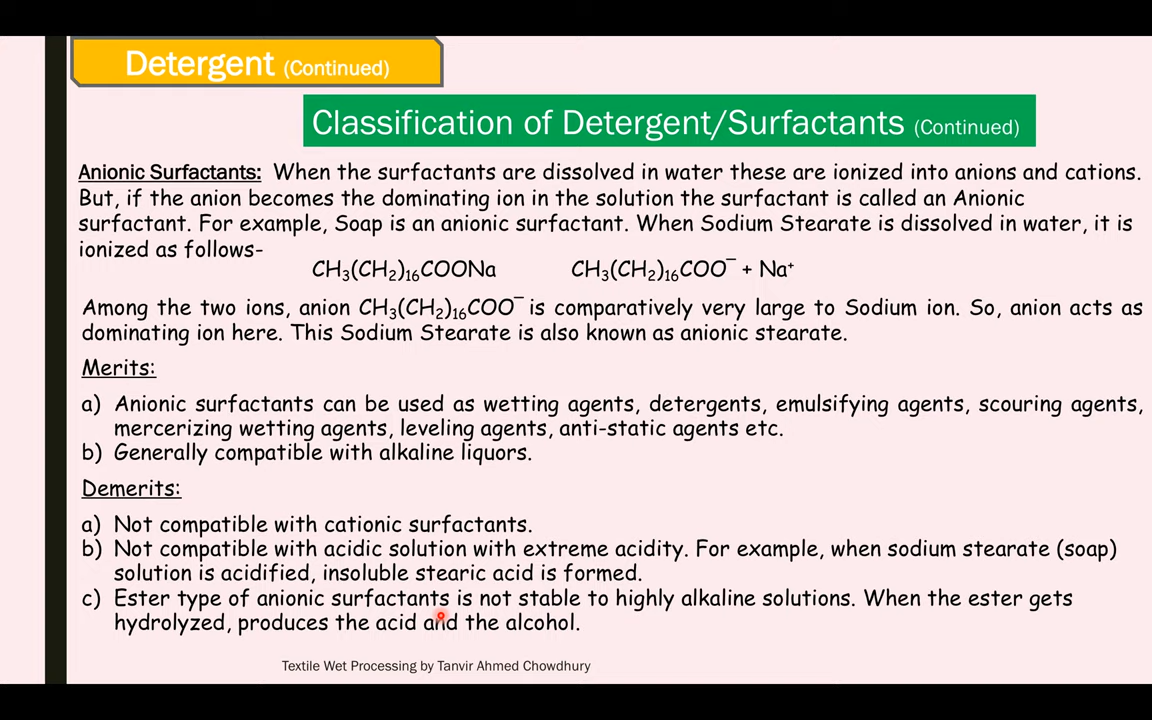 Detergent (Continued)
Classification of Detergent/Surfactants (Continued)
Anionic Surfactants: When the surfactants are dissolved in water these are ionized into anions and cations.
But, if the anion becomes the dominating ion in the solution the surfactant is called an Anionic
surfactant. For example, Soap is an anionic surfactant. When Sodium Stearate is dissolved in water, it is
ionized as follows-
CH₃(CH₂)₁₆COONa CH₃(CH₂)₁₆COO⁻ + Na⁺
Among the two ions, anion CH₃(CH₂)₁₆COO⁻ is comparatively very large to Sodium ion. So, anion acts as
dominating ion here. This Sodium Stearate is also known as anionic stearate.
Merits:
a) Anionic surfactants can be used as wetting agents, detergents, emulsifying agents, scouring agents,
mercerizing wetting agents, leveling agents, anti-static agents etc.
b) Generally compatible with alkaline liquors.
Demerits:
a) Not compatible with cationic surfactants.
b) Not compatible with acidic solution with extreme acidity. For example, when sodium stearate (soap)
solution is acidified, insoluble stearic acid is formed.
c) Ester type of anionic surfactants is not stable to highly alkaline solutions. When the ester gets
hydrolyzed, produces the acid and the alcohol.
Textile Wet Processing by Tanvir Ahmed Chowdhury